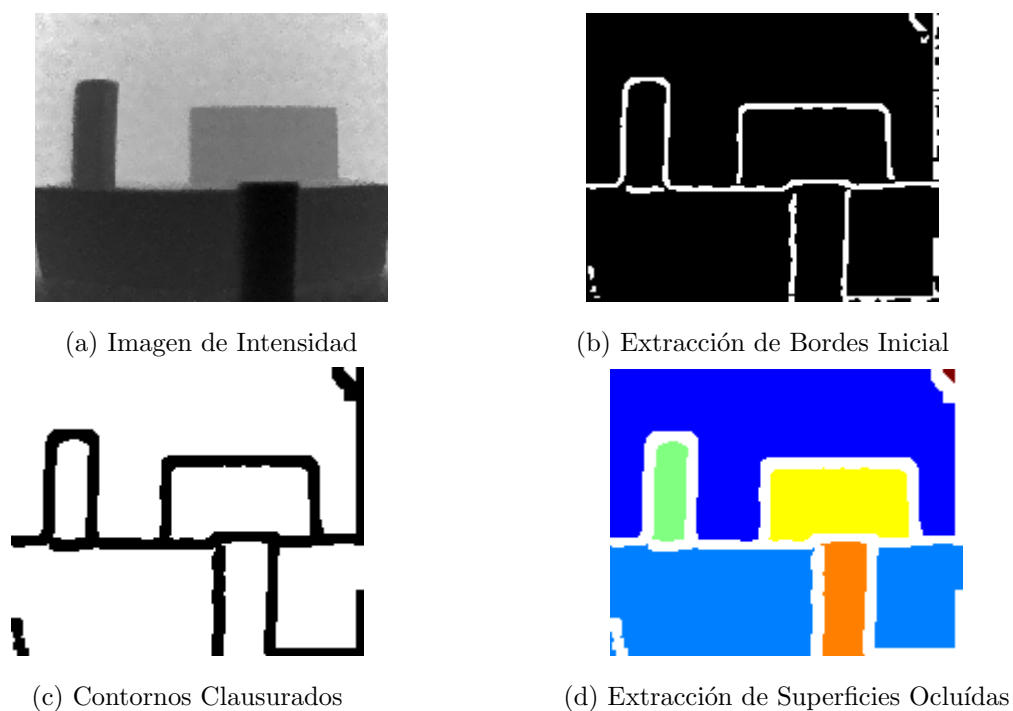 (a) Imagen de Intensidad
(b) Extracción de Bordes Inicial
(c) Contornos Clausurados
(d) Extracción de Superficies Ocluídas